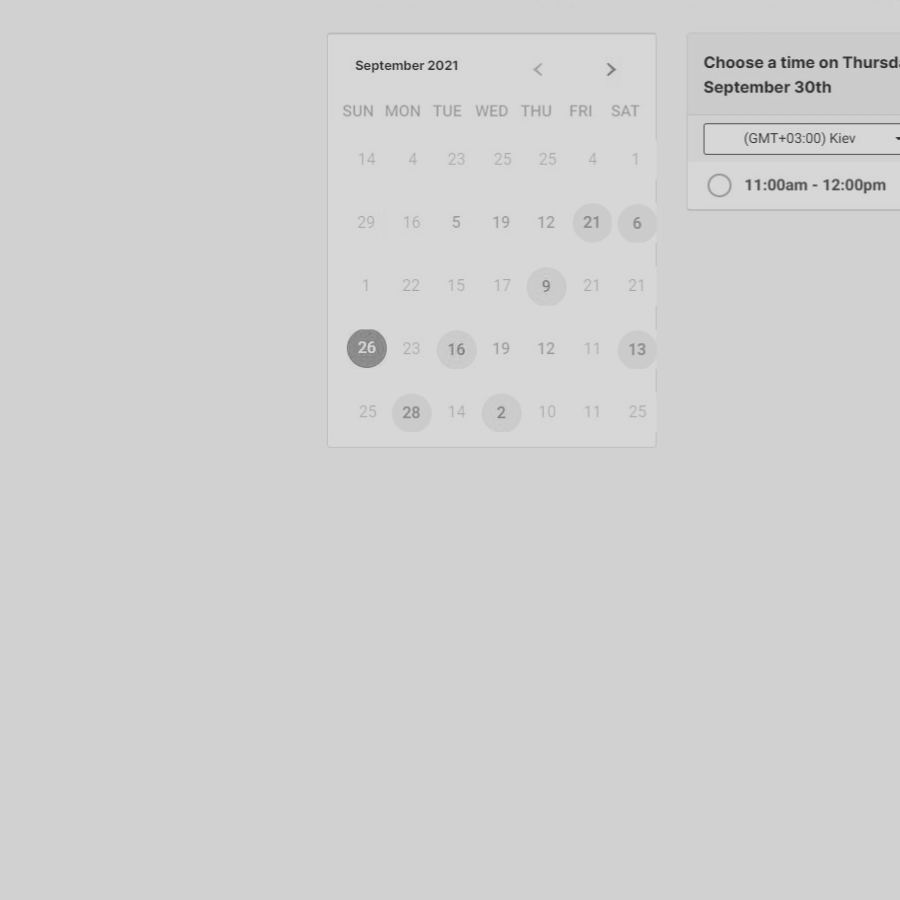 September 2021
SUN MON TUE WED THU FRI SAT
14 4 23 25 25 4 1
29 16 5 19 12 21 6
1 22 15 17 9 21 21
26 23 16 19 12 11 13
25 28 14 2 10 11 25
Choose a time on Thursda
September 30th
(GMT+03:00) Kiev
11:00am - 12:00pm